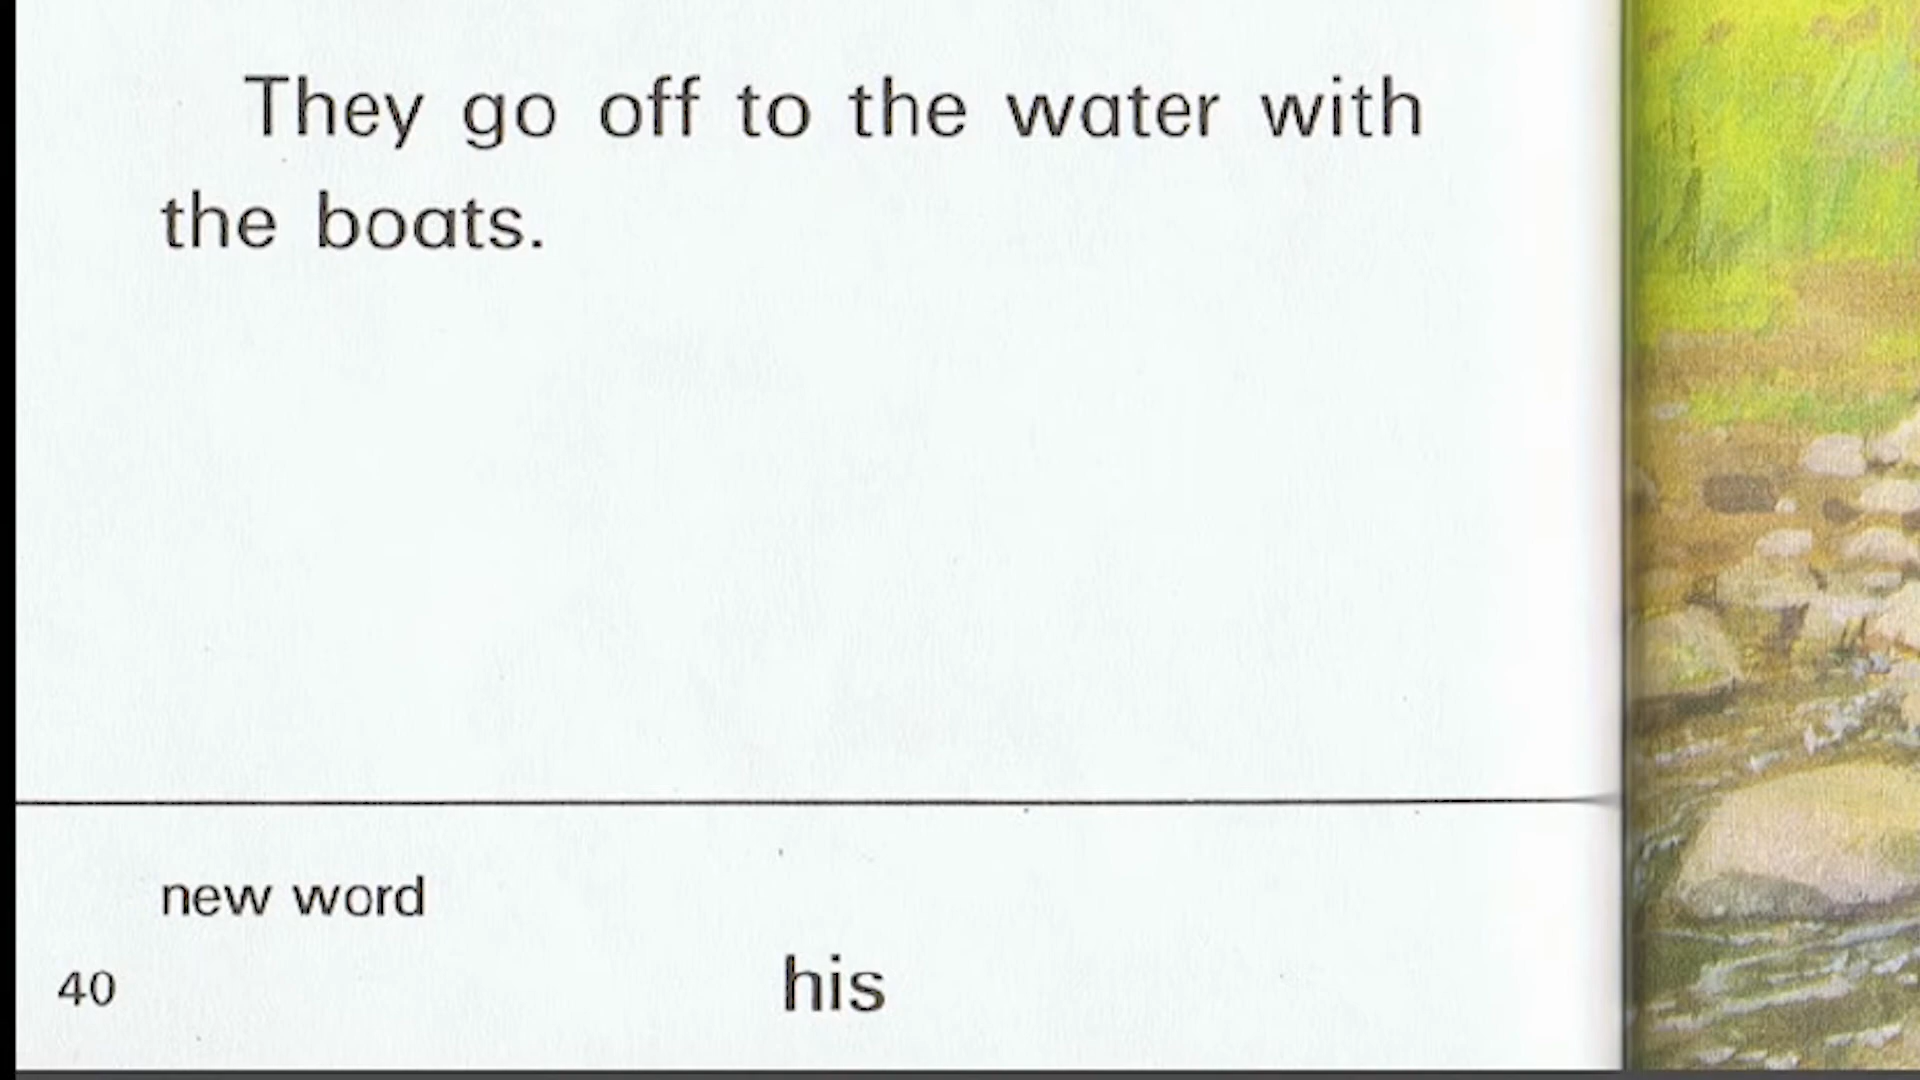 They go off to the water with
the boats.
new word
40
his